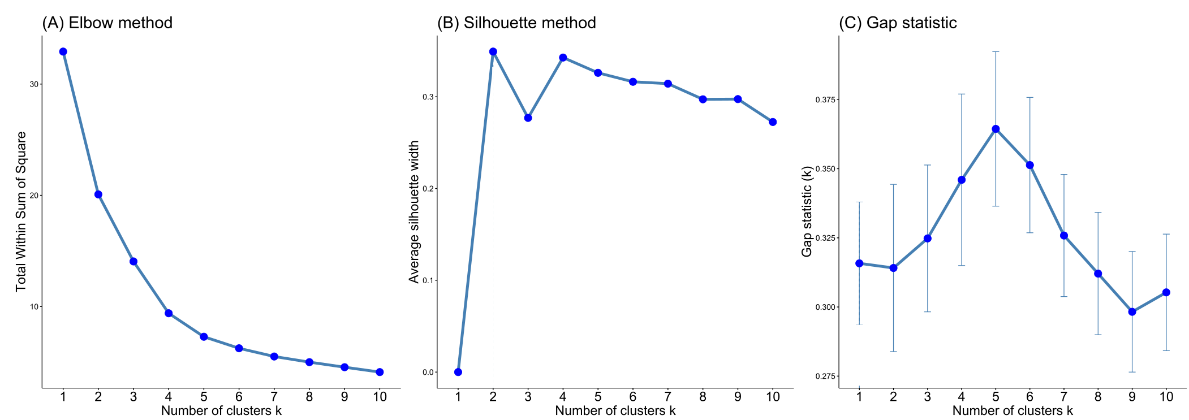 (A) Elbow method
Total Within Sum of Square
30
20
10
1 2 3 4 5 6 7 8 9 10
Number of clusters k
(B) Silhouette method
Average silhouette width
0.3
0.2
0.1
0.0
1 2 3 4 5 6 7 8 9 10
Number of clusters k
(C) Gap statistic
Gap statistic (k)
0.375
0.350
0.325
0.300
0.275
1 2 3 4 5 6 7 8 9 10
Number of clusters k